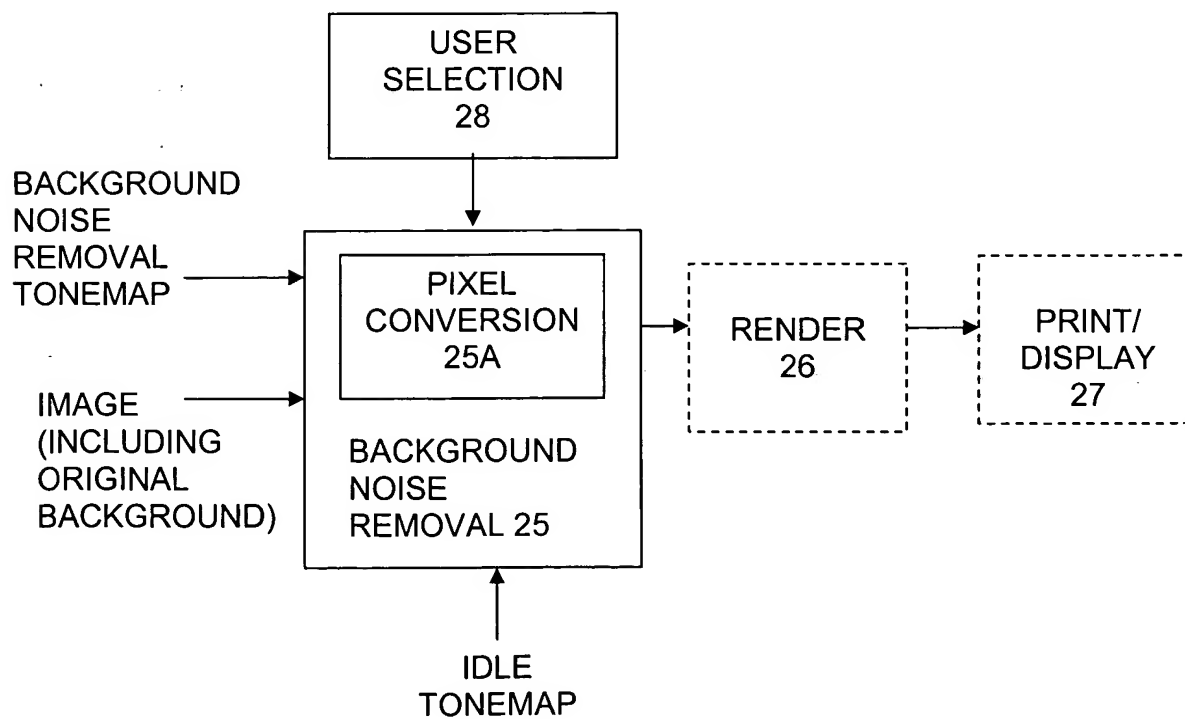 USER
SELECTION
28
BACKGROUND
NOISE
REMOVAL
TONEMAP
IMAGE
(INCLUDING
ORIGINAL
BACKGROUND)
PIXEL
CONVERSION
25A
BACKGROUND
NOISE
REMOVAL 25
RENDER
26
PRINT/
DISPLAY
27
IDLE
TONEMAP